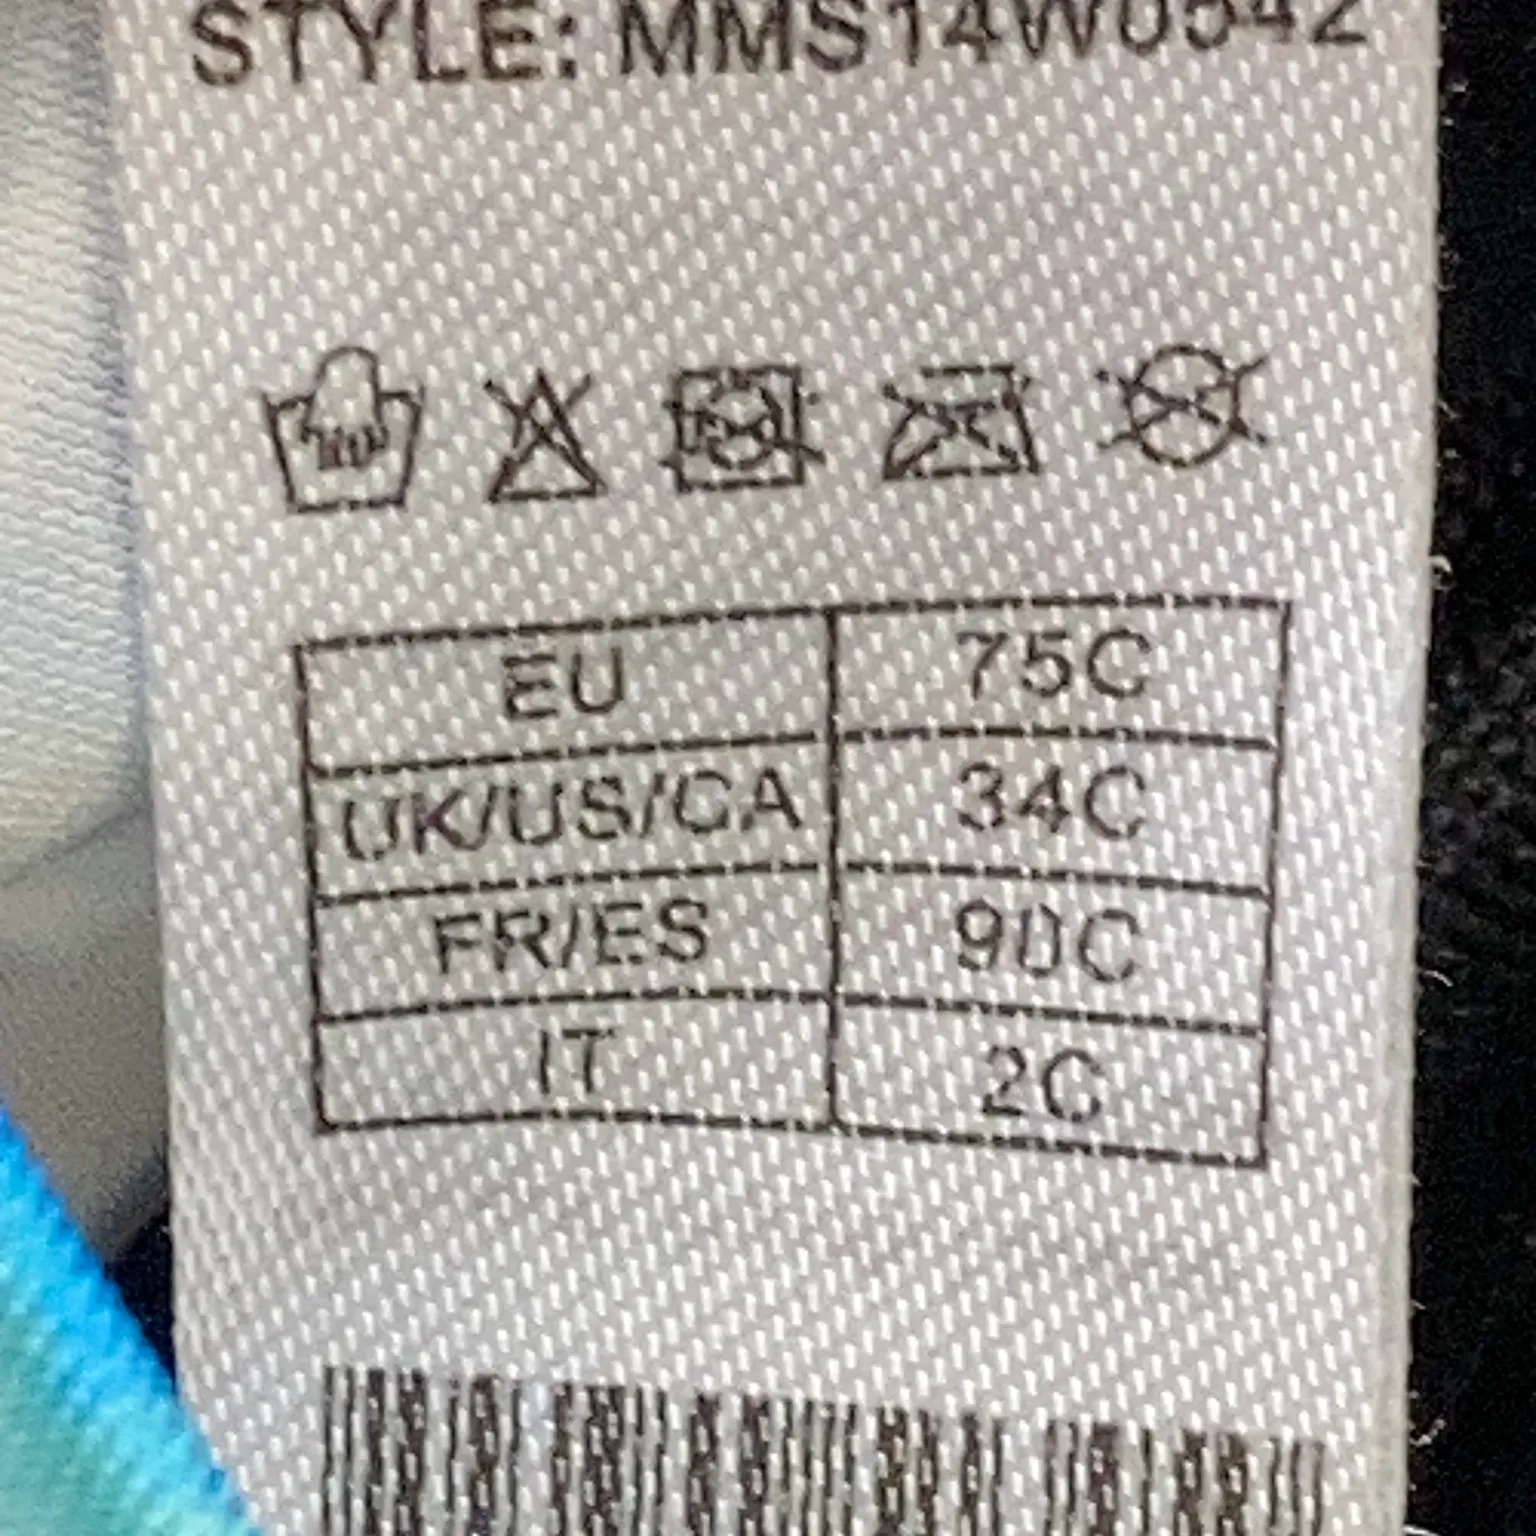 STYLE: MMS14W0542
EU 75C
UK/US/CA 34C
FR/ES 90C
IT 2C